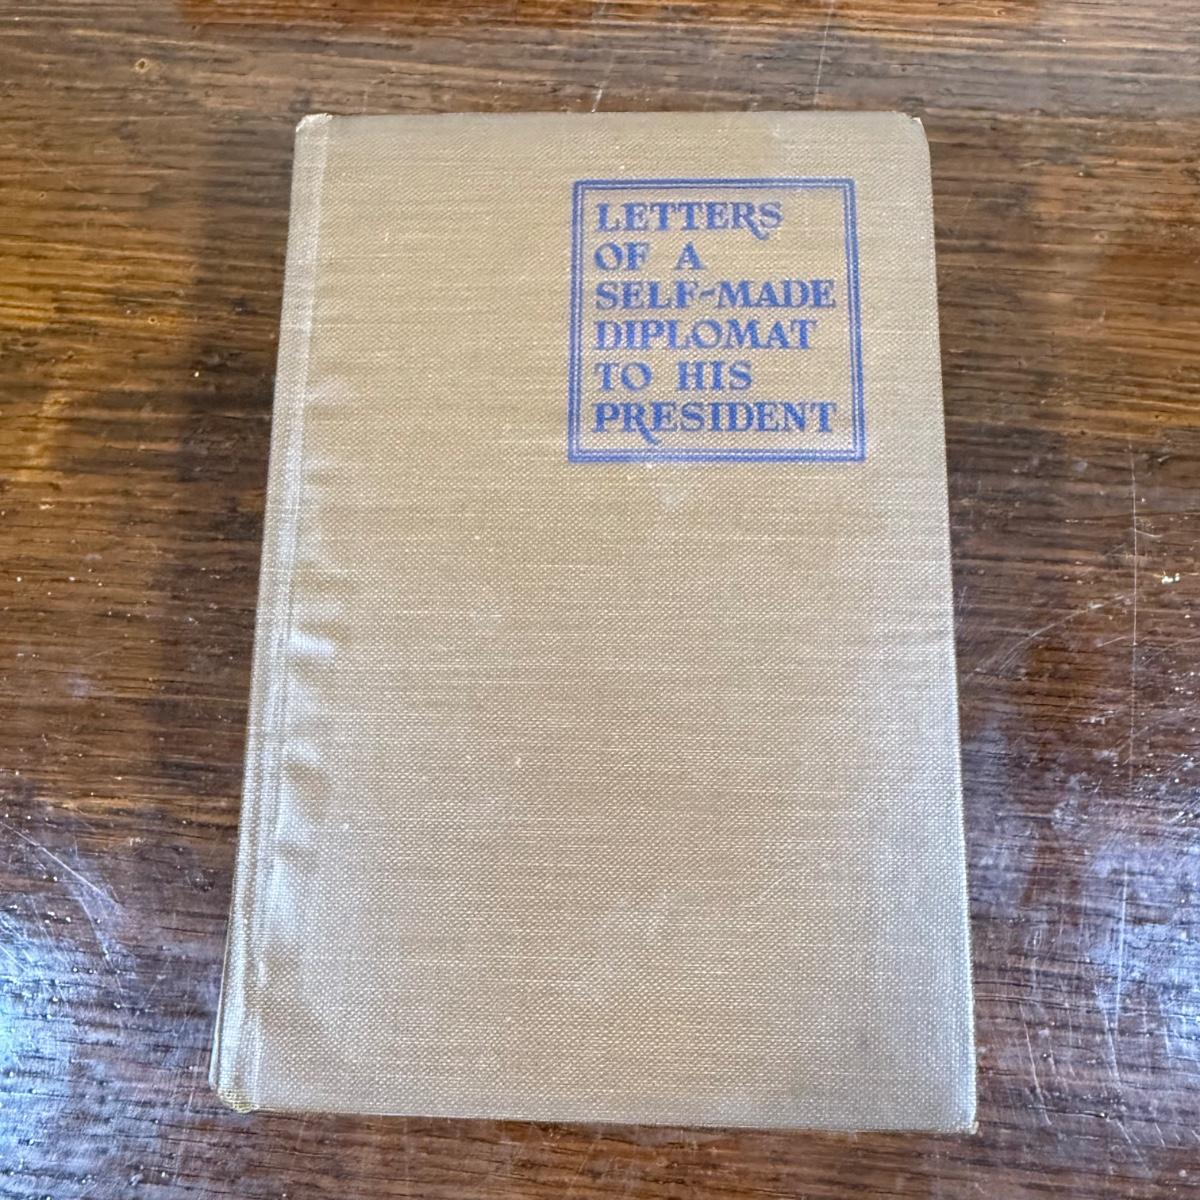 LETTERS
OF A
SELF-MADE
DIPLOMAT
TO HIS
PRESIDENT